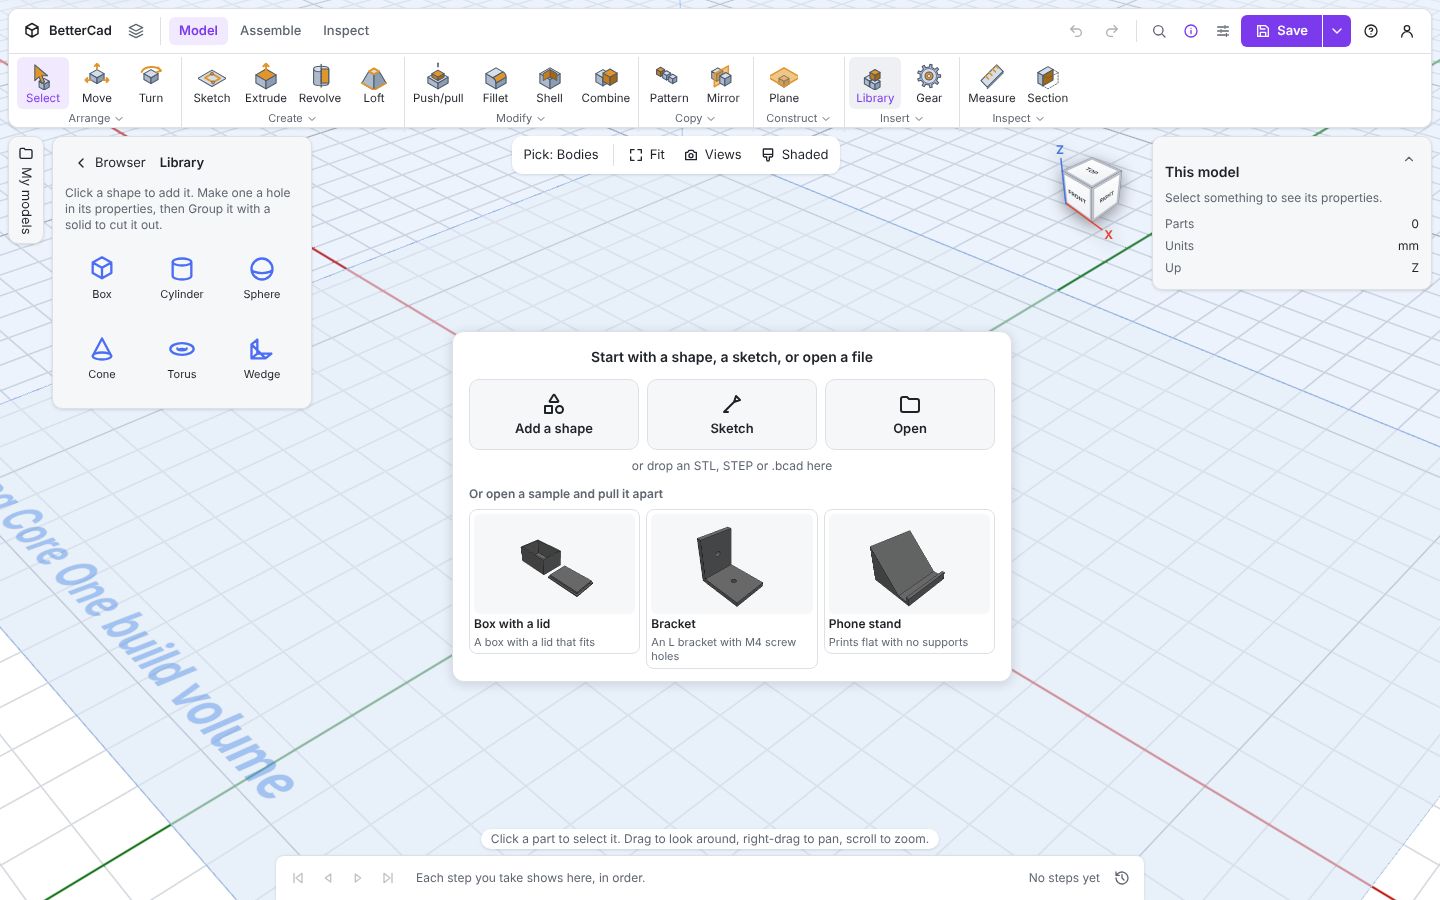 BetterCad
Model
Assemble
Inspect
Save
Select
Move
Turn
Sketch
Extrude
Revolve
Loft
Push/pull
Fillet
Shell
Combine
Pattern
Mirror
Plane
Library
Gear
Measure
Section
Arrange
Create
Modify
Copy
Construct
Insert
Inspect
My models
Browser
Library
Click a shape to add it. Make one a hole
in its properties, then Group it with a
solid to cut it out.
Box
Cylinder
Sphere
Cone
Torus
Wedge
Pick: Bodies
Fit
Views
Shaded
Z
TOP
FRONT
RIGHT
X
This model
Select something to see its properties.
Parts
0
Units
mm
Up
Z
Start with a shape, a sketch, or open a file
Add a shape
Sketch
Open
or drop an STL, STEP or .bcad here
Or open a sample and pull it apart
Box with a lid
A box with a lid that fits
Bracket
An L bracket with M4 screw
holes
Phone stand
Prints flat with no supports
Core One build volume
Click a part to select it. Drag to look around, right-drag to pan, scroll to zoom.
Each step you take shows here, in order.
No steps yet